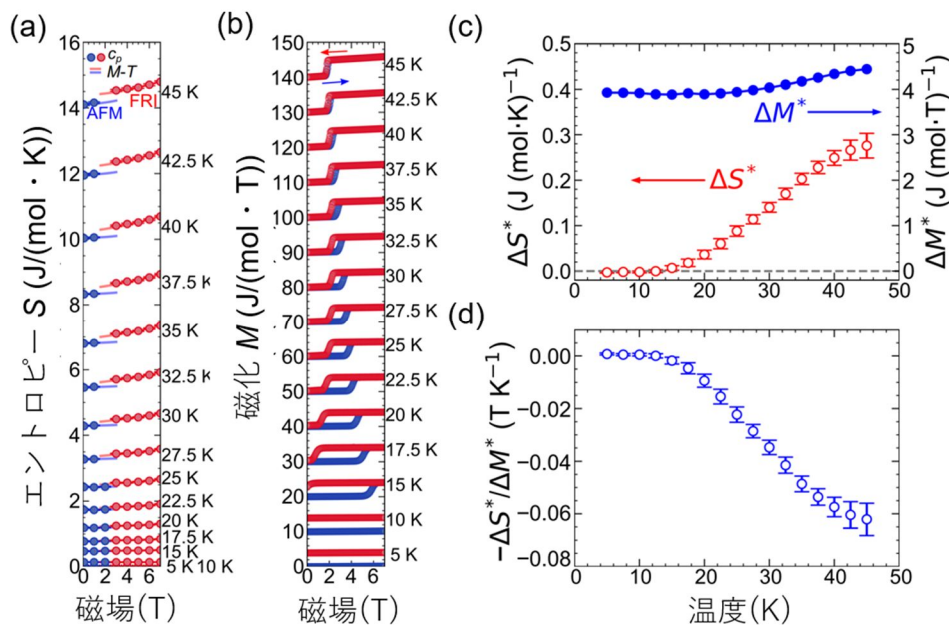 (a)
エントロピー S (J/(mol・K))
16
14
12
10
8
6
4
2
0
cp
M-T
AFM
FRI
45 K
42.5 K
40 K
37.5 K
35 K
32.5 K
30 K
27.5 K
25 K
22.5 K
20 K
17.5 K
15 K
5 K 10 K
0 2 4 6
磁場(T)
(b)
磁化 M (J/(mol・T))
150
140
130
120
110
100
90
80
70
60
50
40
30
20
10
0
45 K
42.5 K
40 K
37.5 K
35 K
32.5 K
30 K
27.5 K
25 K
22.5 K
20 K
17.5 K
15 K
10 K
5 K
0 2 4 6
磁場(T)
(c)
ΔS* (J (mol·K)⁻¹)
0.5
0.4
0.3
0.2
0.1
0.0
ΔM*
ΔS*
5
4
3
2
1
0
ΔM* (J (mol·T)⁻¹)
0 10 20 30 40 50
(d)
−ΔS*/ΔM* (T K⁻¹)
0.00
−0.02
−0.04
−0.06
−0.08
0 10 20 30 40 50
温度(K)